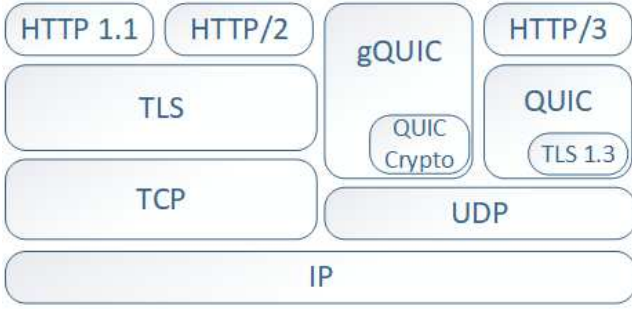 HTTP 1.1
HTTP/2
gQUIC
HTTP/3
TLS
QUIC
Crypto
QUIC
TLS 1.3
TCP
UDP
IP